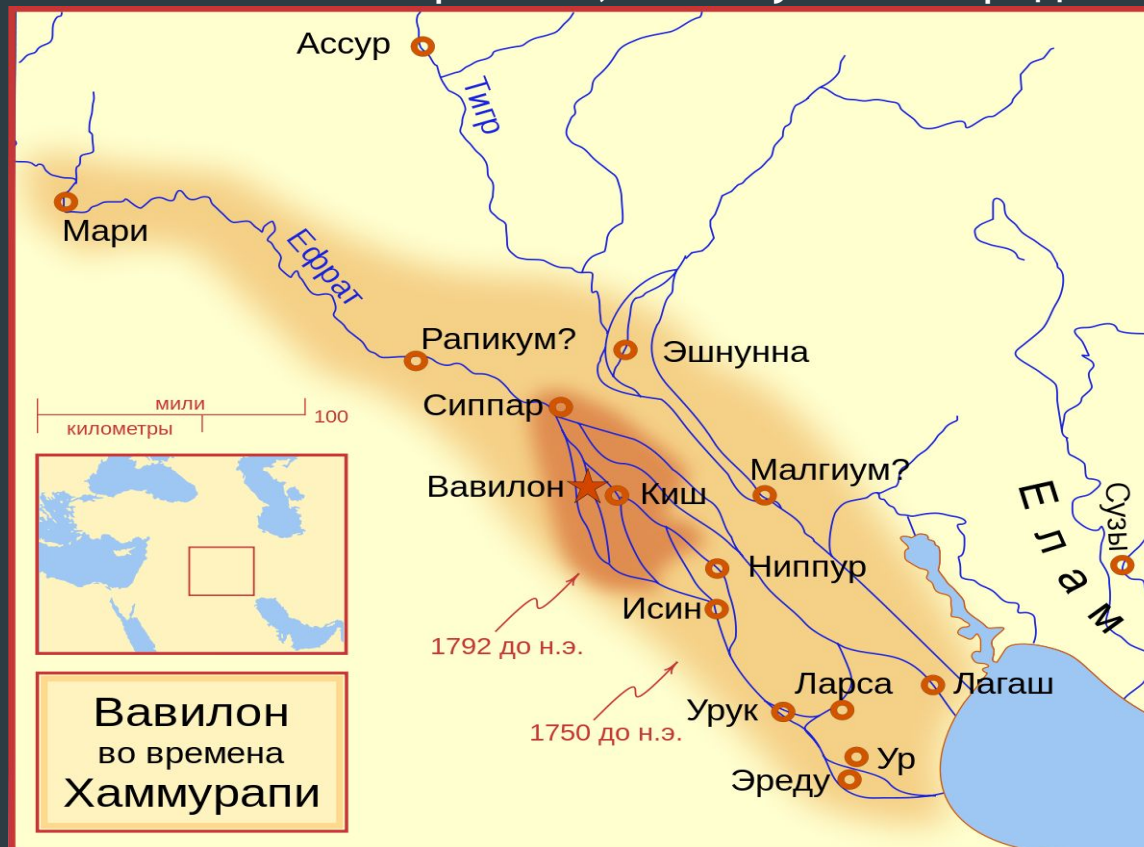 Ассур
Тигр
Мари
Ефрат
Рапикум?
Эшнунна
Сиппар
мили
километры
100
Вавилон
Киш
Малгиум?
Елам
Сузы
Ниппур
Исин
1792 до н.э.
Ларса
Лагаш
Урук
1750 до н.э.
Ур
Эреду
Вавилон
во времена
Хаммурапи